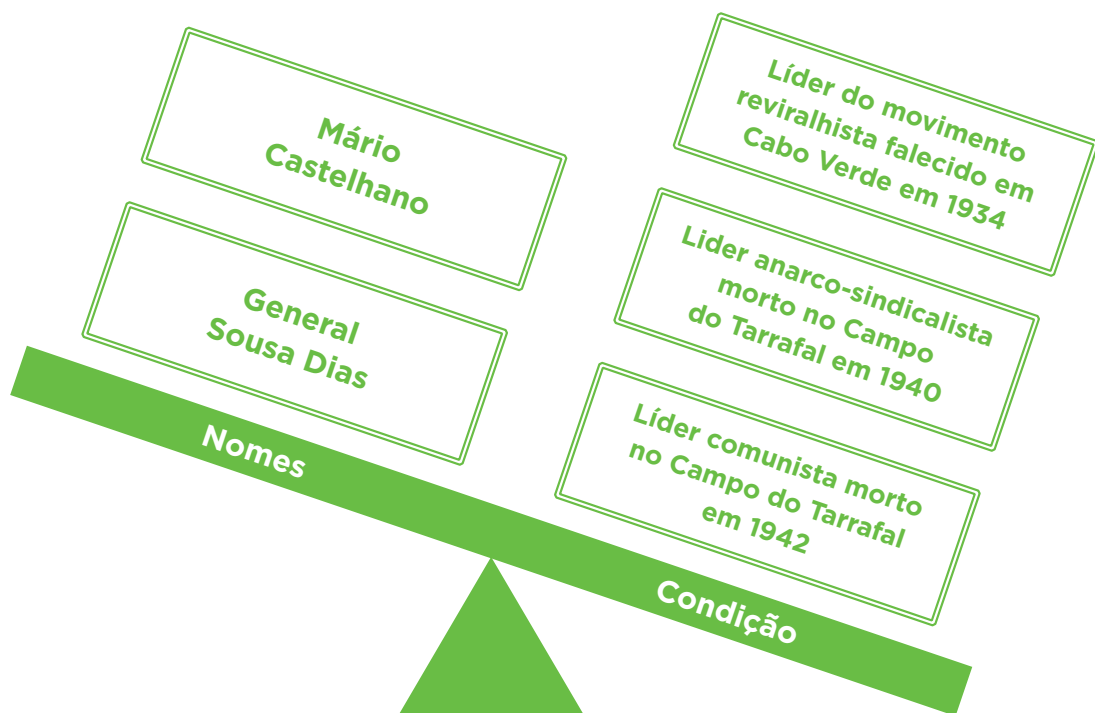 Mário
Castelhano
General
Sousa Dias
Nomes
Líder do movimento
reviralhista falecido em
Cabo Verde em 1934
Lider anarco-sindicalista
morto no Campo
do Tarrafal em 1940
Líder comunista morto
no Campo do Tarrafal
em 1942
Condição